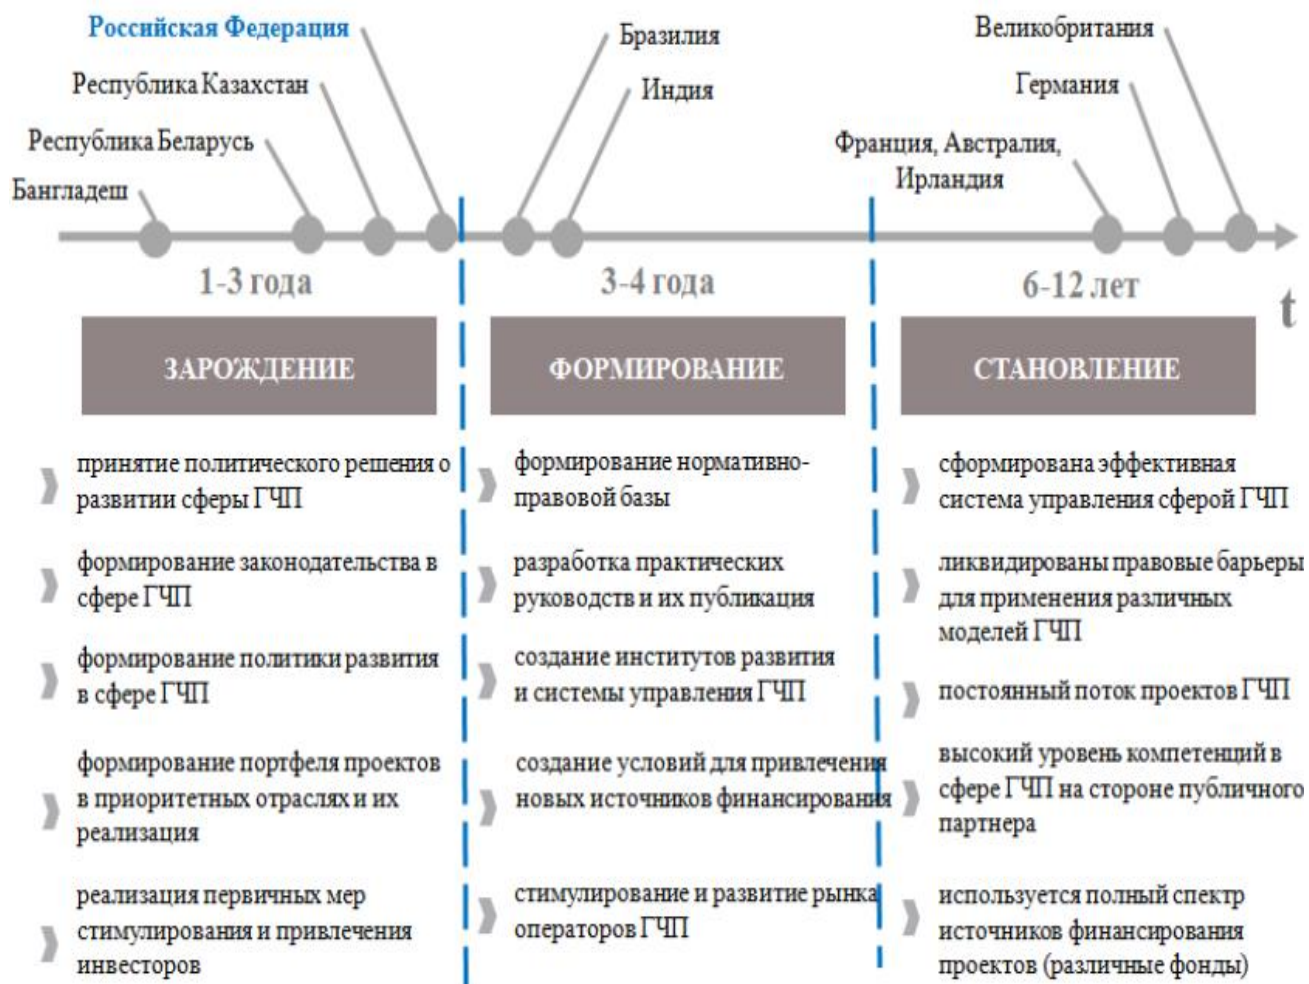 Российская Федерация
Республика Казахстан
Республика Беларусь
Бангладеш
Бразилия
Индия
Великобритания
Германия
Франция, Австралия,
Ирландия
1-3 года
3-4 года
6-12 лет
t
ЗАРОЖДЕНИЕ
принятие политического решения о
развитии сферы ГЧП
формирование законодательства в
сфере ГЧП
формирование политики развития
в сфере ГЧП
формирование портфеля проектов
в приоритетных отраслях и их
реализация
реализация первичных мер
стимулирования и привлечения
инвесторов
ФОРМИРОВАНИЕ
формирование нормативно-
правовой базы
разработка практических
руководств и их публикация
создание институтов развития
и системы управления ГЧП
создание условий для привлечения
новых источников финансирования
стимулирование и развитие рынка
операторов ГЧП
СТАНОВЛЕНИЕ
сформирована эффективная
система управления сферой ГЧП
ликвидированы правовые барьеры
для применения различных
моделей ГЧП
постоянный поток проектов ГЧП
высокий уровень компетенций в
сфере ГЧП на стороне публичного
партнера
используется полный спектр
источников финансирования
проектов (различные фонды)